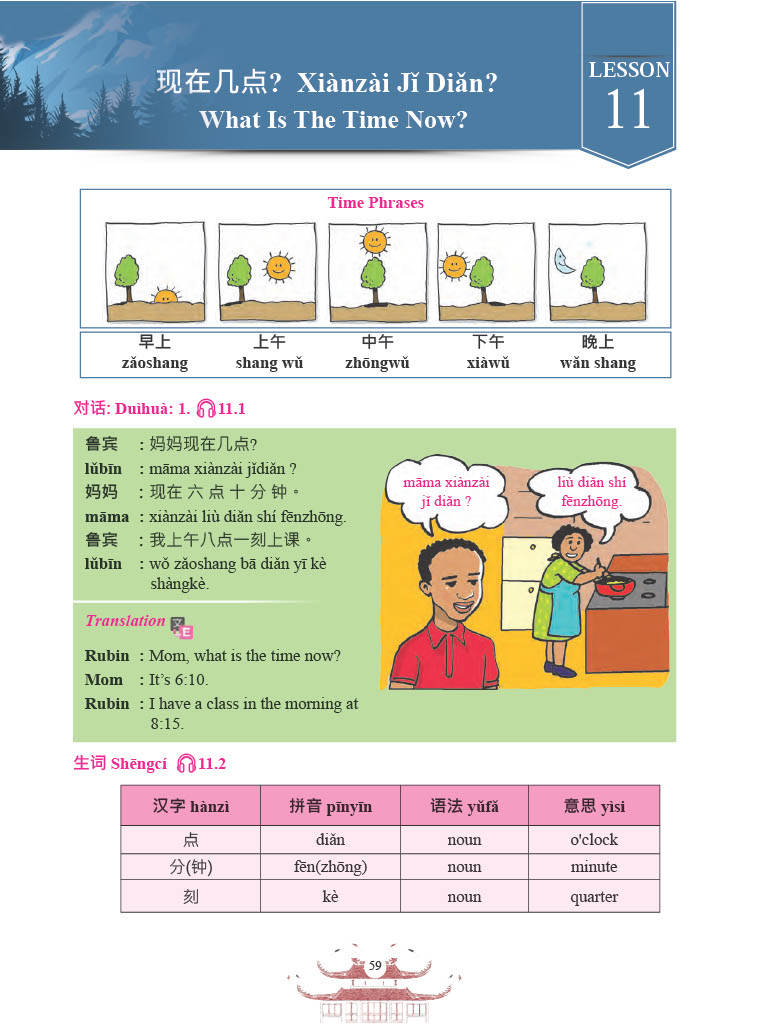 现在几点? Xiànzài Jǐ Diǎn?
What Is The Time Now?
LESSON
11
Time Phrases
早上 上午 中午 下午 晚上
zǎoshang shang wǔ zhōngwǔ xiàwǔ wǎn shang
对话: Duìhuà: 1. 11.1
鲁宾 : 妈妈现在几点?
lǔbīn : māma xiànzài jǐdiǎn ?
妈妈 : 现在 六 点 十 分 钟 。
māma : xiànzài liù diǎn shí fēnzhōng.
鲁宾 : 我上午八点一刻上课。
lǔbīn : wǒ zǎoshang bā diǎn yī kè
shàngkè.
māma xiànzài
jǐ diǎn ?
liù diǎn shí
fēnzhōng.
Translation
文
E
Rubin : Mom, what is the time now?
Mom : It’s 6:10.
Rubin : I have a class in the morning at
8:15.
生词 Shēngcí 11.2
汉字 hànzì 拼音 pīnyīn 语法 yǔfǎ 意思 yìsi
点 diǎn noun o'clock
分(钟) fēn(zhōng) noun minute
刻 kè noun quarter
59